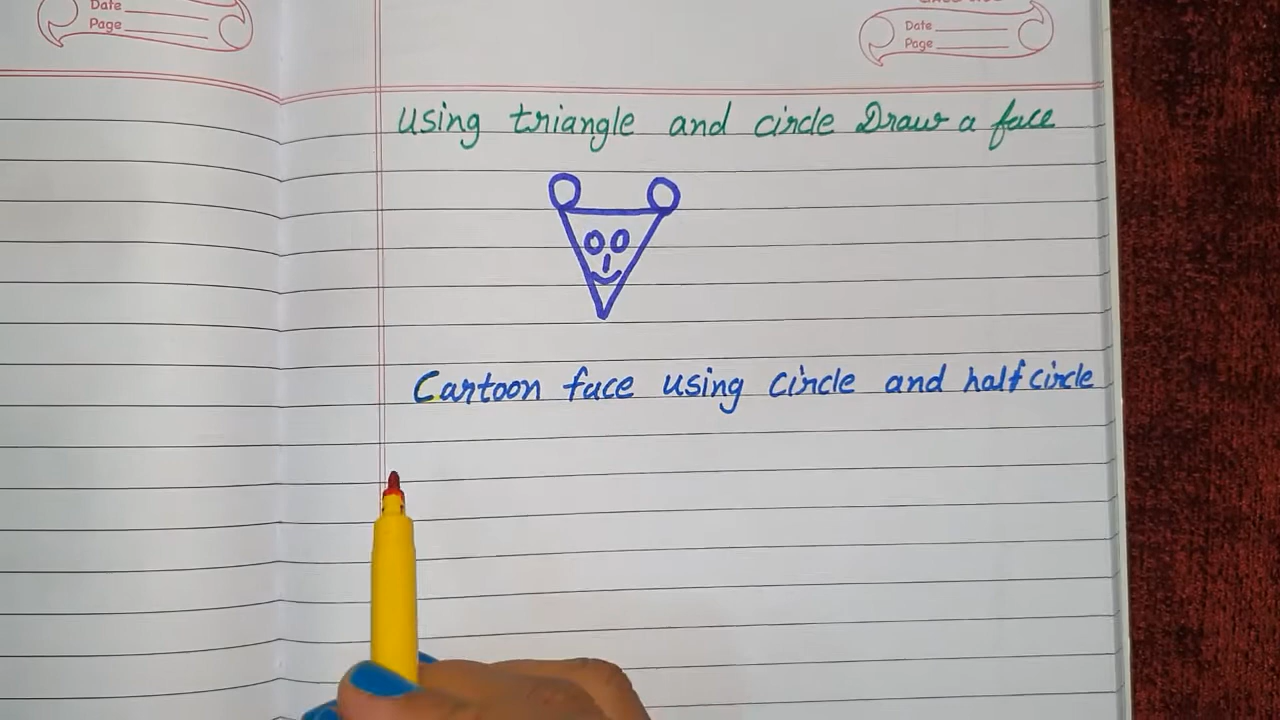 Date
Page
Date
Page
using triangle and circle Draw a face
Cartoon face using circle and half circle